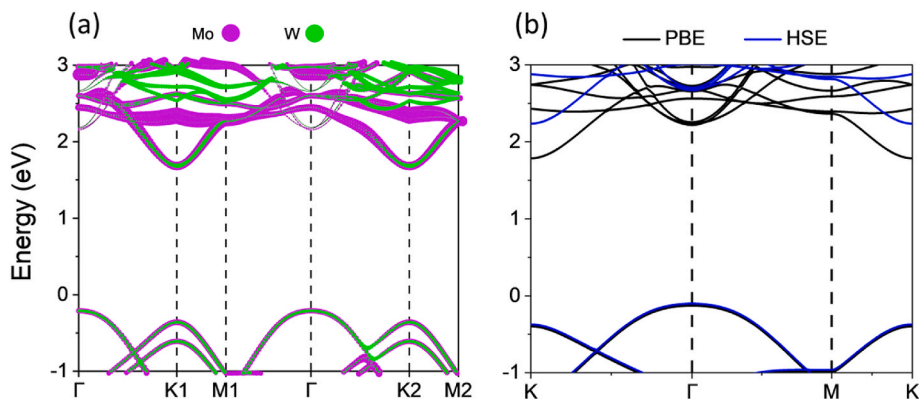 (a)
Mo
W
Energy (eV)
3
2
1
0
-1
Γ
K1
M1
Γ
K2
M2
(b)
PBE
HSE
3
2
1
0
-1
K
Γ
M
K